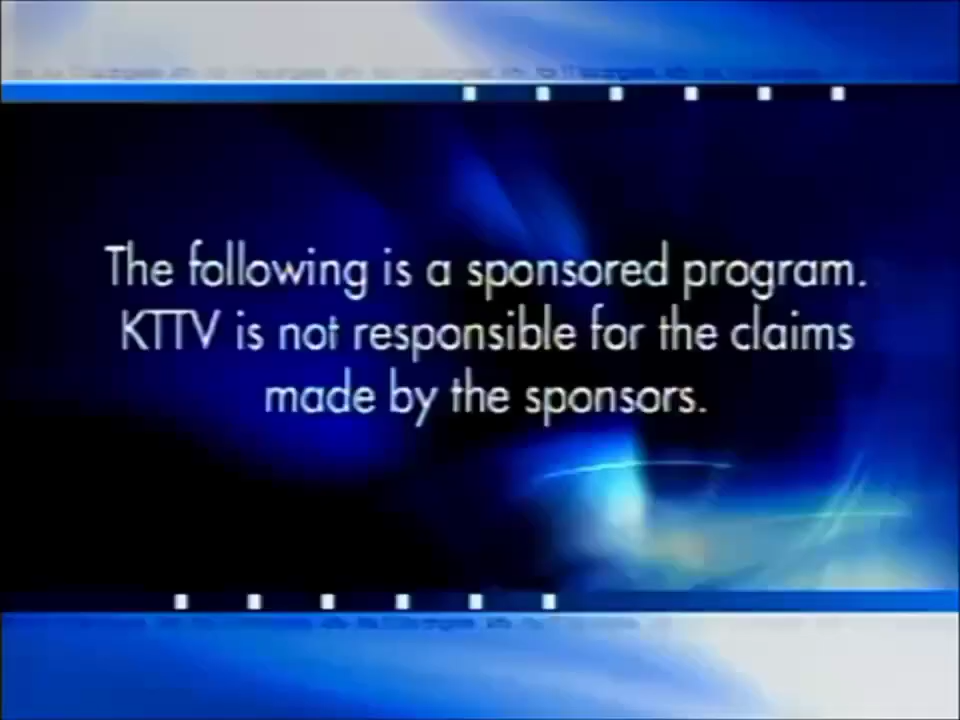 The following is a sponsored program.
KTTV is not responsible for the claims
made by the sponsors.